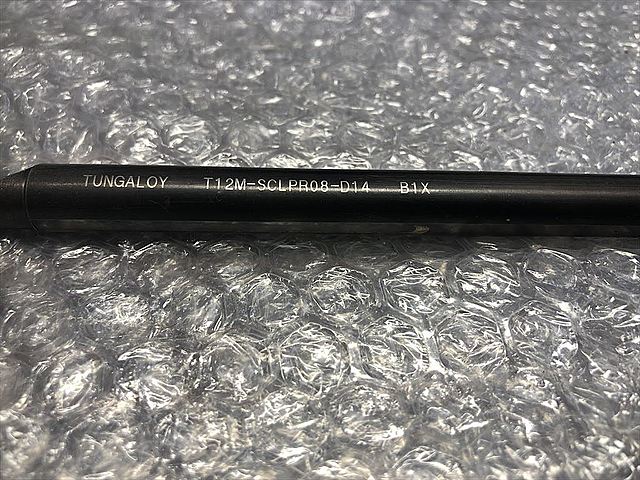 TUNGALOY T12M-SCLPR08-D14 B1X